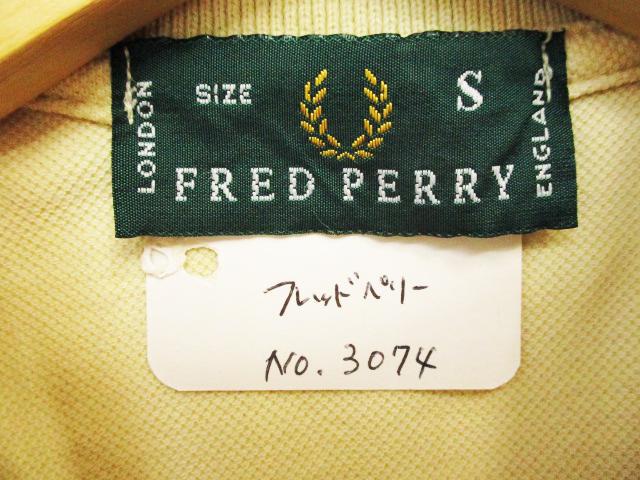 LONDON
SIZE
S
FRED PERRY
ENGLAND
フレッドペリー
NO. 3074